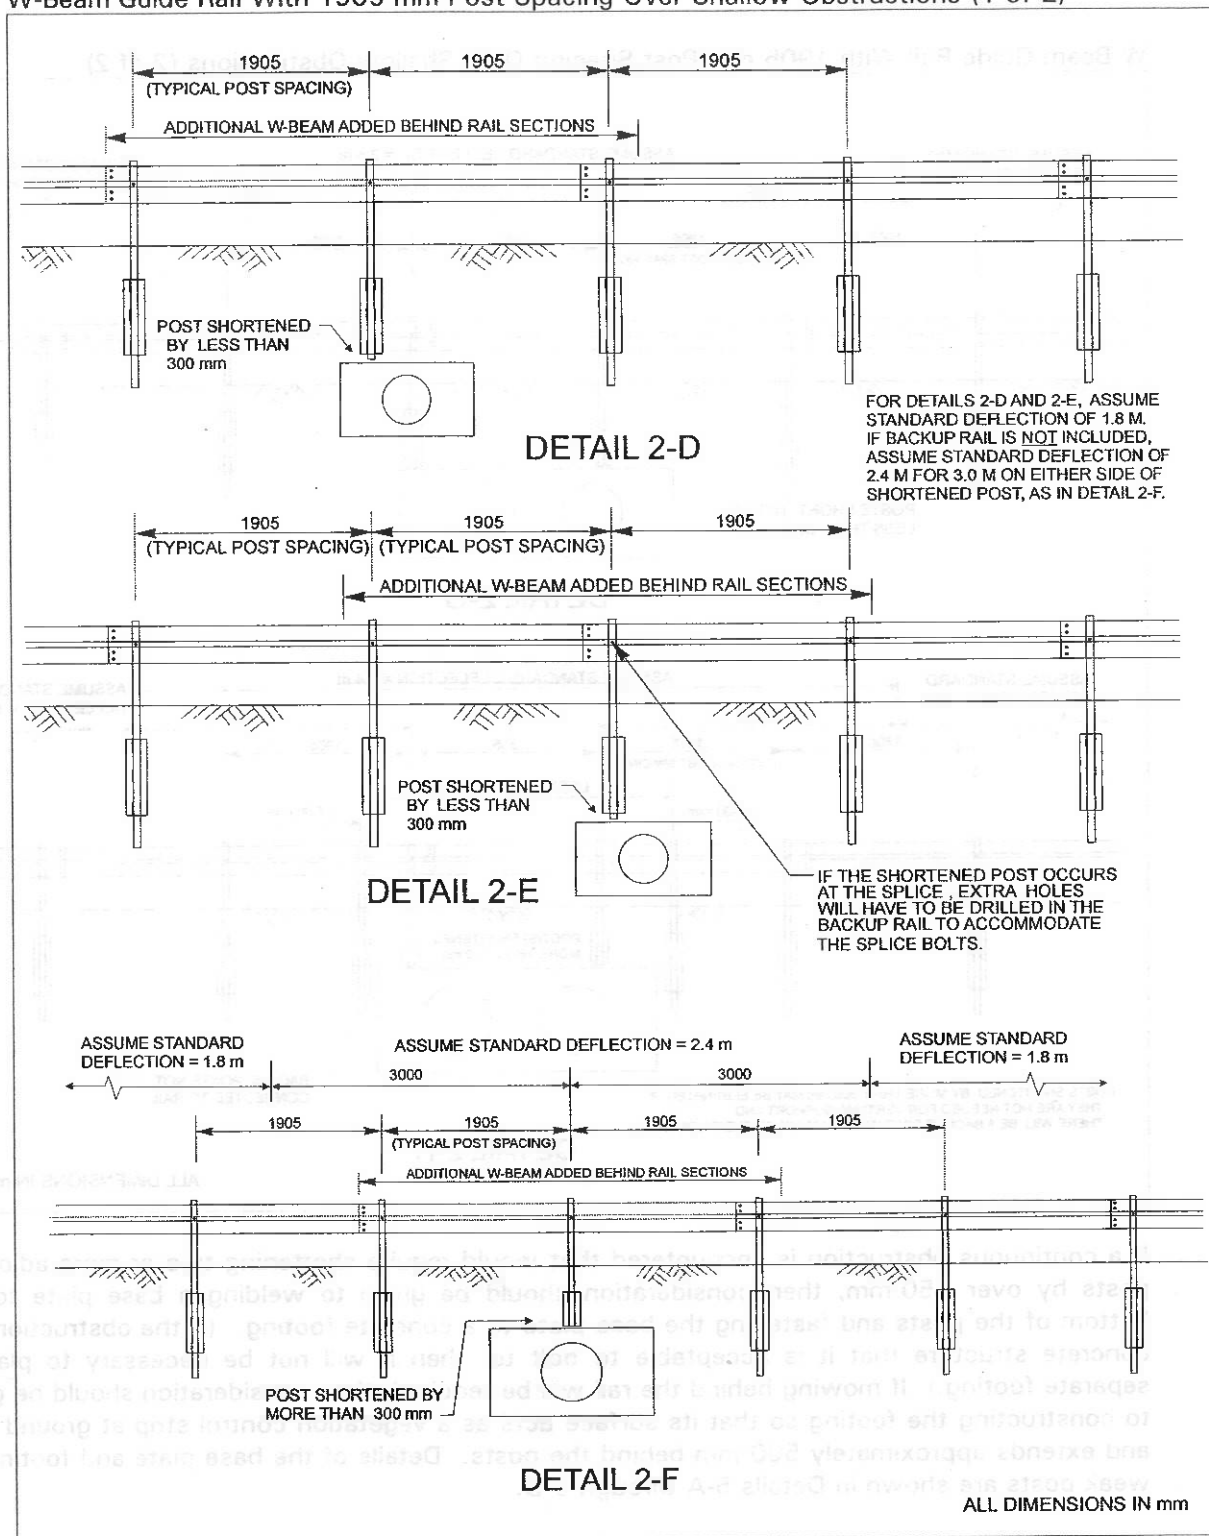 W-Beam Guide Rail With 1905 mm Post Spacing Over Shallow Obstructions (1 of 2)
1905 1905 1905
(TYPICAL POST SPACING)
ADDITIONAL W-BEAM ADDED BEHIND RAIL SECTIONS
POST SHORTENED
BY LESS THAN
300 mm
DETAIL 2-D
FOR DETAILS 2-D AND 2-E, ASSUME
STANDARD DEFLECTION OF 1.8 M.
IF BACKUP RAIL IS NOT INCLUDED,
ASSUME STANDARD DEFLECTION OF
2.4 M FOR 3.0 M ON EITHER SIDE OF
SHORTENED POST, AS IN DETAIL 2-F.
1905 1905 1905
(TYPICAL POST SPACING) (TYPICAL POST SPACING)
ADDITIONAL W-BEAM ADDED BEHIND RAIL SECTIONS
POST SHORTENED
BY LESS THAN
300 mm
DETAIL 2-E
IF THE SHORTENED POST OCCURS
AT THE SPLICE, EXTRA HOLES
WILL HAVE TO BE DRILLED IN THE
BACKUP RAIL TO ACCOMMODATE
THE SPLICE BOLTS.
ASSUME STANDARD
DEFLECTION = 1.8 m
ASSUME STANDARD DEFLECTION = 2.4 m
ASSUME STANDARD
DEFLECTION = 1.8 m
3000 3000
1905 1905 1905 1905
(TYPICAL POST SPACING)
ADDITIONAL W-BEAM ADDED BEHIND RAIL SECTIONS
POST SHORTENED BY
MORE THAN 300 mm
DETAIL 2-F
ALL DIMENSIONS IN mm